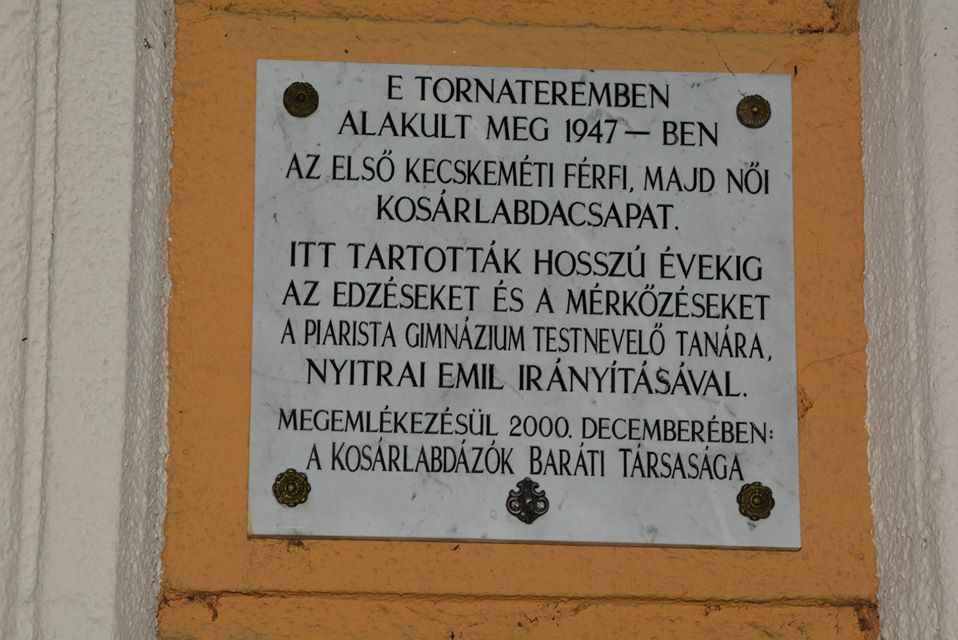 E TORNATEREMBEN
ALAKULT MEG 1947 — BEN
AZ ELSŐ KECSKEMÉTI FÉRFI, MAJD NŐI
KOSÁRLABDACSAPAT.
ITT TARTOTTÁK HOSSZÚ ÉVEKIG
AZ EDZÉSEKET ÉS A MÉRKŐZÉSEKET
A PIARISTA GIMNÁZIUM TESTNEVELŐ TANÁRA,
NYITRAI EMIL IRÁNYÍTÁSÁVAL.
MEGEMLÉKEZÉSÜL 2000. DECEMBERÉBEN:
A KOSÁRLABDÁZÓK BARÁTI TÁRSASÁGA